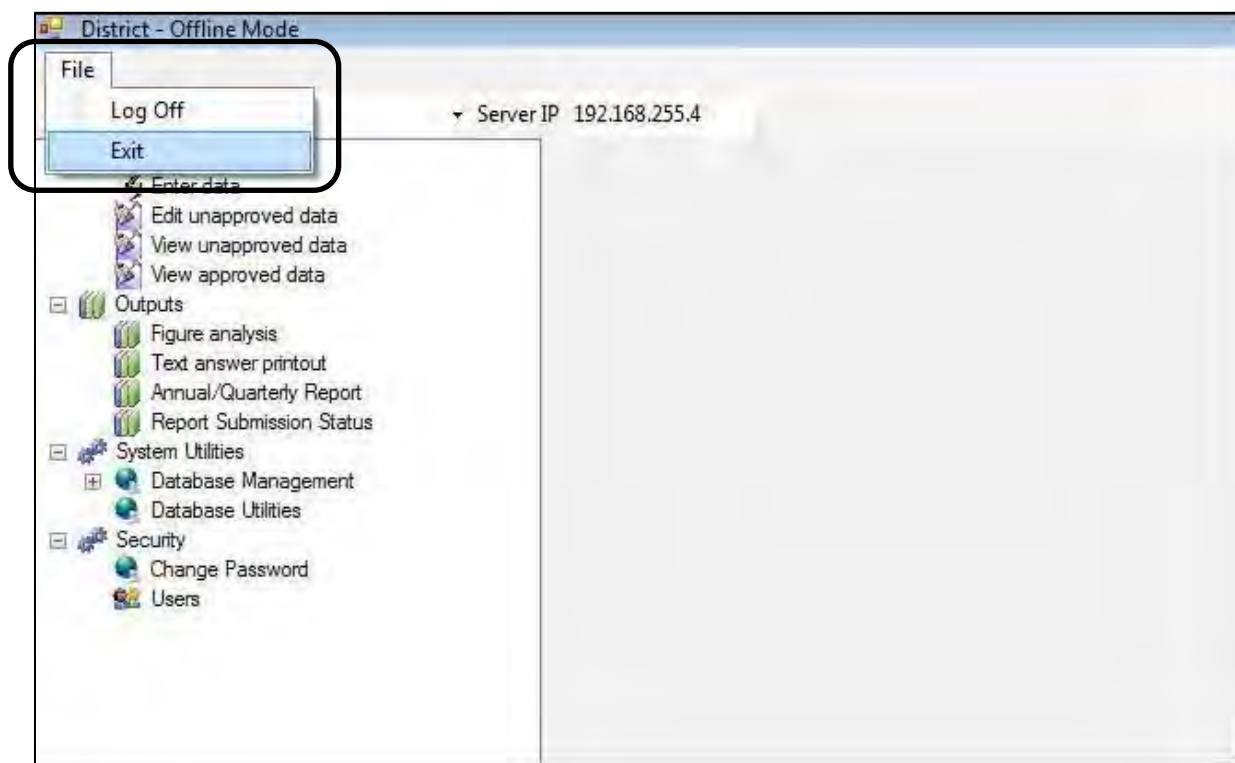 District - Offline Mode
File
Log Off
Server IP 192.168.255.4
Exit
Enter data
Edit unapproved data
View unapproved data
View approved data
Outputs
Figure analysis
Text answer printout
Annual/Quarterly Report
Report Submission Status
System Utilities
Database Management
Database Utilities
Security
Change Password
Users